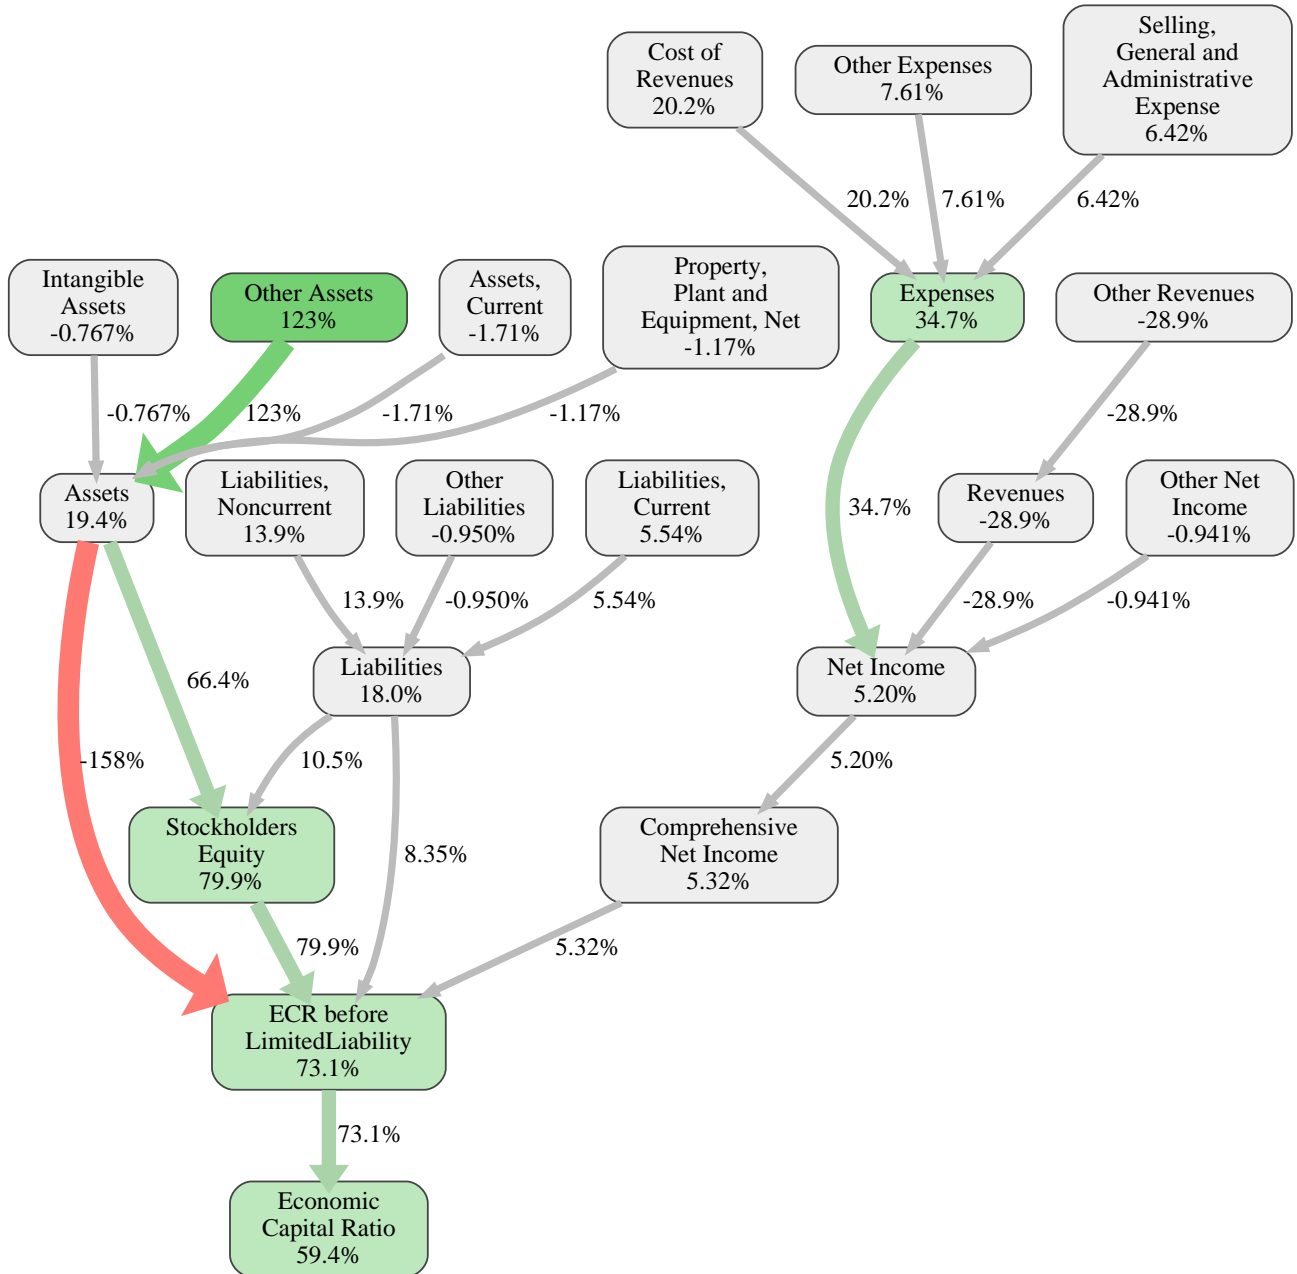 Cost of
Revenues
20.2%
Other Expenses
7.61%
Selling,
General and
Administrative
Expense
6.42%
20.2%
7.61%
6.42%
Intangible
Assets
-0.767%
Other Assets
123%
Assets,
Current
-1.71%
Property,
Plant and
Equipment, Net
-1.17%
Expenses
34.7%
Other Revenues
-28.9%
-0.767%
123%
-1.71%
-1.17%
-28.9%
Assets
19.4%
Liabilities,
Noncurrent
13.9%
Other
Liabilities
-0.950%
Liabilities,
Current
5.54%
34.7%
Revenues
-28.9%
Other Net
Income
-0.941%
13.9%
-0.950%
5.54%
-28.9%
-0.941%
66.4%
Liabilities
18.0%
Net Income
5.20%
-158%
10.5%
5.20%
Stockholders
Equity
79.9%
8.35%
Comprehensive
Net Income
5.32%
79.9%
5.32%
ECR before
LimitedLiability
73.1%
73.1%
Economic
Capital Ratio
59.4%